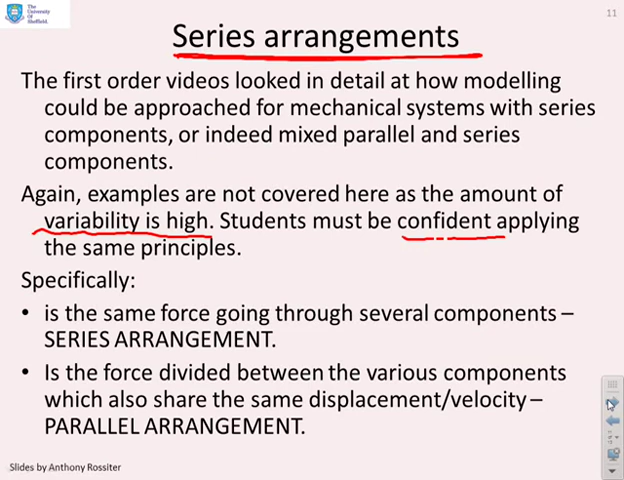 The
University
Of
Sheffield.
11
Series arrangements
The first order videos looked in detail at how modelling
could be approached for mechanical systems with series
components, or indeed mixed parallel and series
components.
Again, examples are not covered here as the amount of
variability is high. Students must be confident applying
the same principles.
Specifically:
• is the same force going through several components –
SERIES ARRANGEMENT.
• Is the force divided between the various components
which also share the same displacement/velocity –
PARALLEL ARRANGEMENT.
Slides by Anthony Rossiter